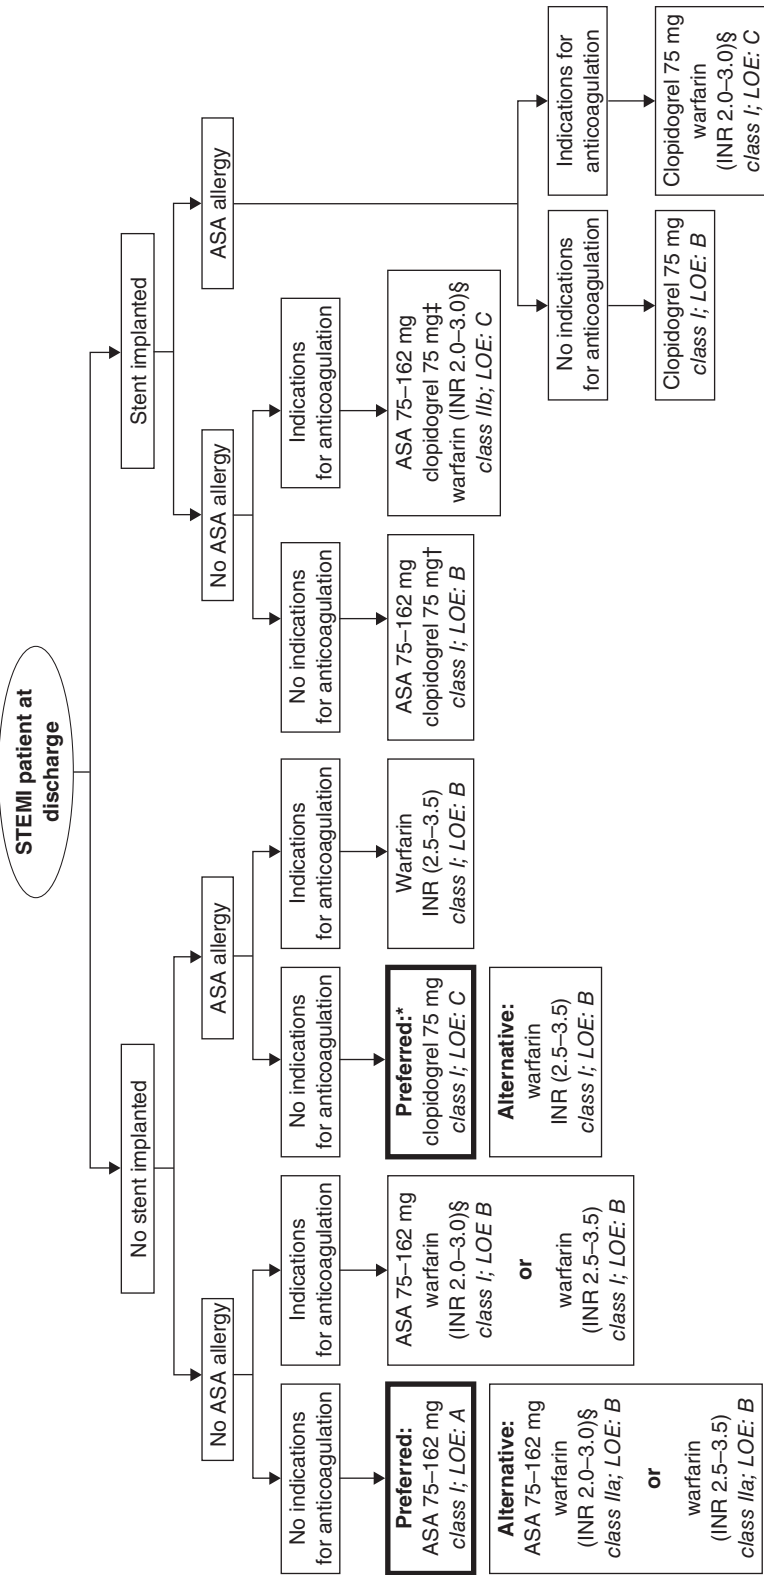 STEMI patient at
discharge
No stent implanted
Stent implanted
No ASA allergy
ASA allergy
No ASA allergy
ASA allergy
No indications
for anticoagulation
Indications
for anticoagulation
No indications
for anticoagulation
Indications
for anticoagulation
No indications
for anticoagulation
Indications
for anticoagulation
Preferred:
ASA 75–162 mg
class I; LOE: A
Alternative:
ASA 75–162 mg
warfarin
(INR 2.0–3.0)§
class IIa; LOE: B
or
warfarin
(INR 2.5–3.5)
class IIa; LOE: B
ASA 75–162 mg
warfarin
(INR 2.0–3.0)§
class I; LOE B
or
warfarin
(INR 2.5–3.5)
class I; LOE: B
Preferred:*
clopidogrel 75 mg
class I; LOE: C
Alternative:
warfarin
INR (2.5–3.5)
class I; LOE: B
Warfarin
INR (2.5–3.5)
class I; LOE: B
ASA 75–162 mg
clopidogrel 75 mg†
class I; LOE: B
ASA 75–162 mg
clopidogrel 75 mg‡
warfarin (INR 2.0–3.0)§
class IIb; LOE: C
No indications
for anticoagulation
Indications for
anticoagulation
Clopidogrel 75 mg
class I; LOE: B
Clopidogrel 75 mg
warfarin
(INR 2.0–3.0)§
class I; LOE: C